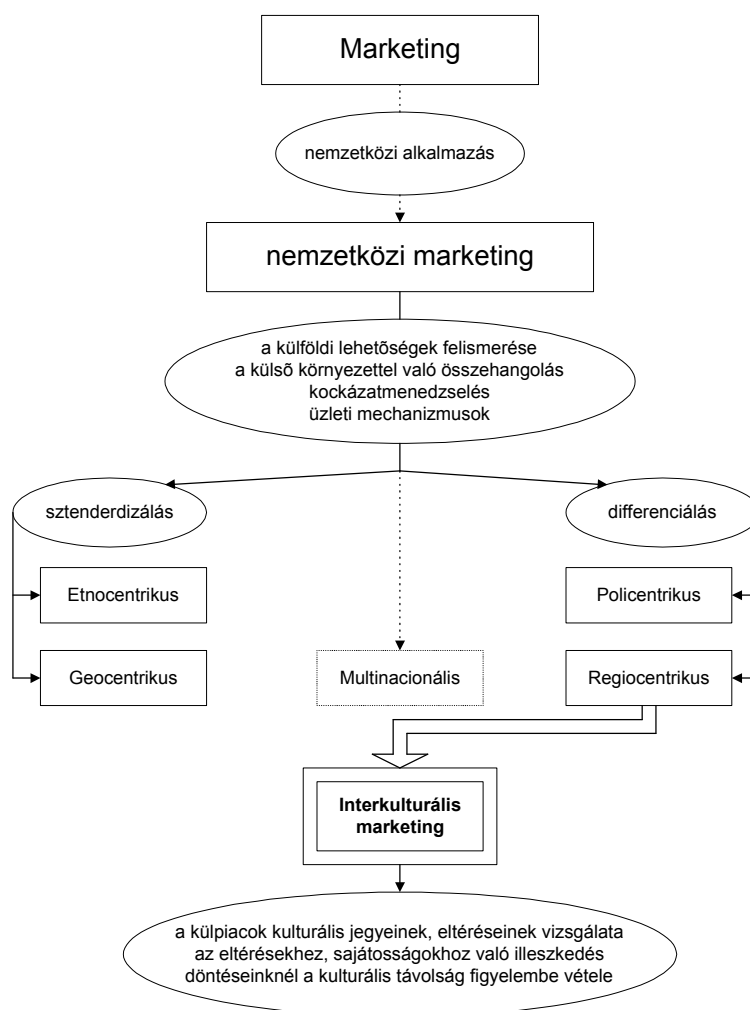 Marketing
nemzetközi alkalmazás
nemzetközi marketing
a külföldi lehetõségek felismerése
a külsõ környezettel való összehangolás
kockázatmenedzselés
üzleti mechanizmusok
sztenderdizálás
differenciálás
Etnocentrikus
Policentrikus
Geocentrikus
Multinacionális
Regiocentrikus
Interkulturális
marketing
a külpiacok kulturális jegyeinek, eltéréseinek vizsgálata
az eltérésekhez, sajátosságokhoz való illeszkedés
döntéseinknél a kulturális távolság figyelembe vétele